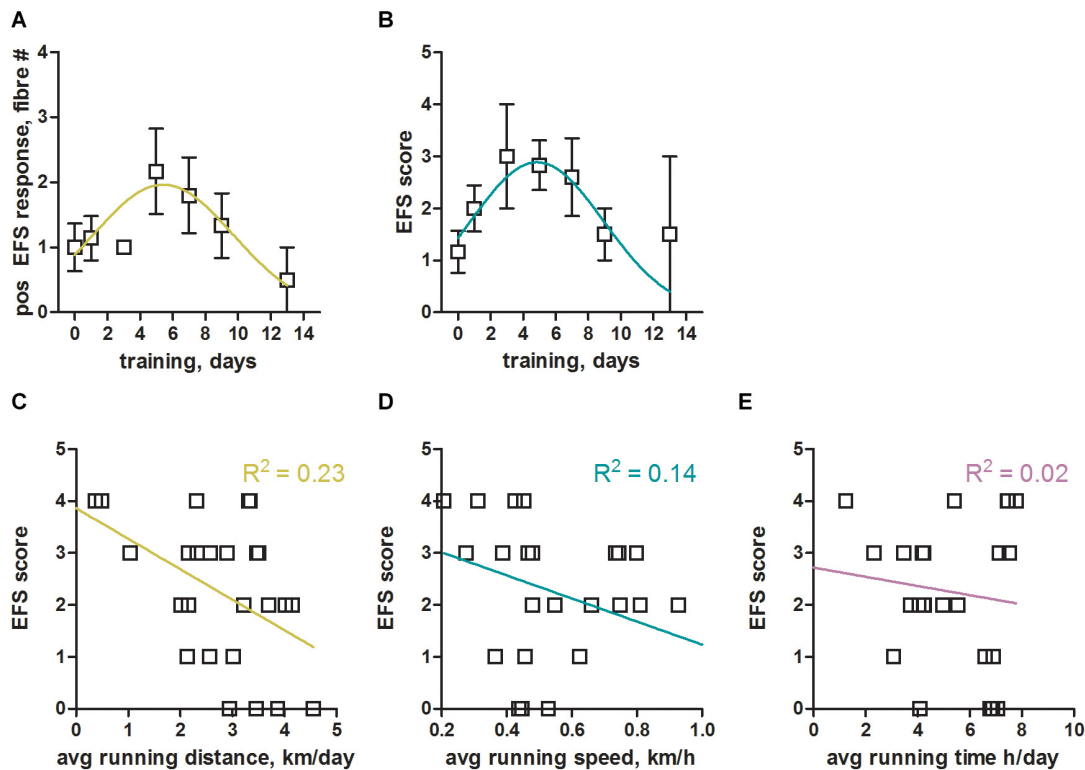 A
B
pos EFS response, fibre #
4
3
2
1
0
0 2 4 6 8 10 12 14
training, days
EFS score
5
4
3
2
1
0
0 2 4 6 8 10 12 14
training, days
C
D
E
EFS score
5
4
3
2
1
0
R² = 0.23
0 1 2 3 4 5
avg running distance, km/day
EFS score
5
4
3
2
1
0
R² = 0.14
0.2 0.4 0.6 0.8 1.0
avg running speed, km/h
EFS score
5
4
3
2
1
0
R² = 0.02
0 2 4 6 8 10
avg running time h/day